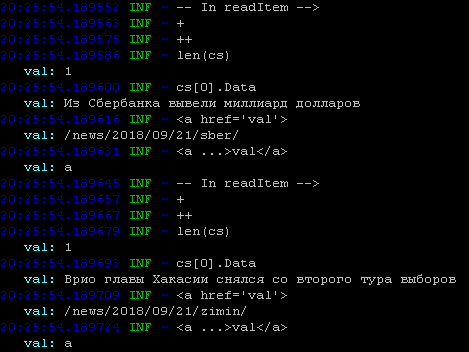 20:25:54.189552 INF ·· -- In readItem -->
20:25:54.189563 INF ·· +
20:25:54.189575 INF ·· ++
20:25:54.189586 INF ·· len(cs)
val: 1
20:25:54.189600 INF ·· cs[0].Data
val: Из Сбербанка вывели миллиард долларов
20:25:54.189616 INF ·· <a href='val'>
val: /news/2018/09/21/sber/
20:25:54.189631 INF ·· <a ...>val</a>
val: a
20:25:54.189645 INF ·· -- In readItem -->
20:25:54.189657 INF ·· +
20:25:54.189667 INF ·· ++
20:25:54.189679 INF ·· len(cs)
val: 1
20:25:54.189693 INF ·· cs[0].Data
val: Врио главы Хакасии снялся со второго тура выборов
20:25:54.189709 INF ·· <a href='val'>
val: /news/2018/09/21/zimin/
20:25:54.189724 INF ·· <a ...>val</a>
val: a